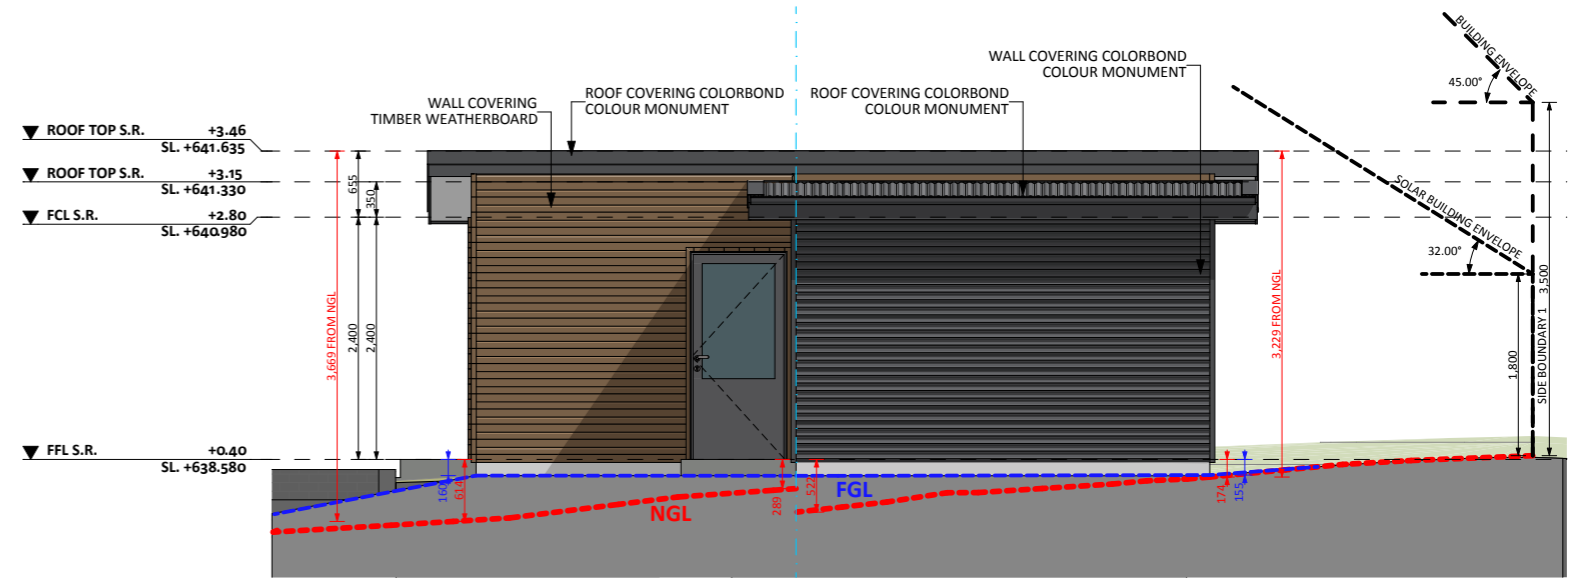 BUILDING ENVELOPE
45.00°
WALL COVERING COLORBOND
COLOUR MONUMENT
ROOF COVERING COLORBOND
COLOUR MONUMENT
ROOF COVERING COLORBOND
COLOUR MONUMENT
WALL COVERING
TIMBER WEATHERBOARD
ROOF TOP S.R. +3.46
SL. +641.635
ROOF TOP S.R. +3.15
SL. +641.330
FCL S.R. +2.80
SL. +640.980
655
350
SOLAR BUILDING ENVELOPE
32.00°
3,669 FROM NGL
2,400
2,400
3,229 FROM NGL
1,800
3,500
SIDE BOUNDARY 1
FFL S.R. +0.40
SL. +638.580
160
614
289
522
FGL
NGL
174
155